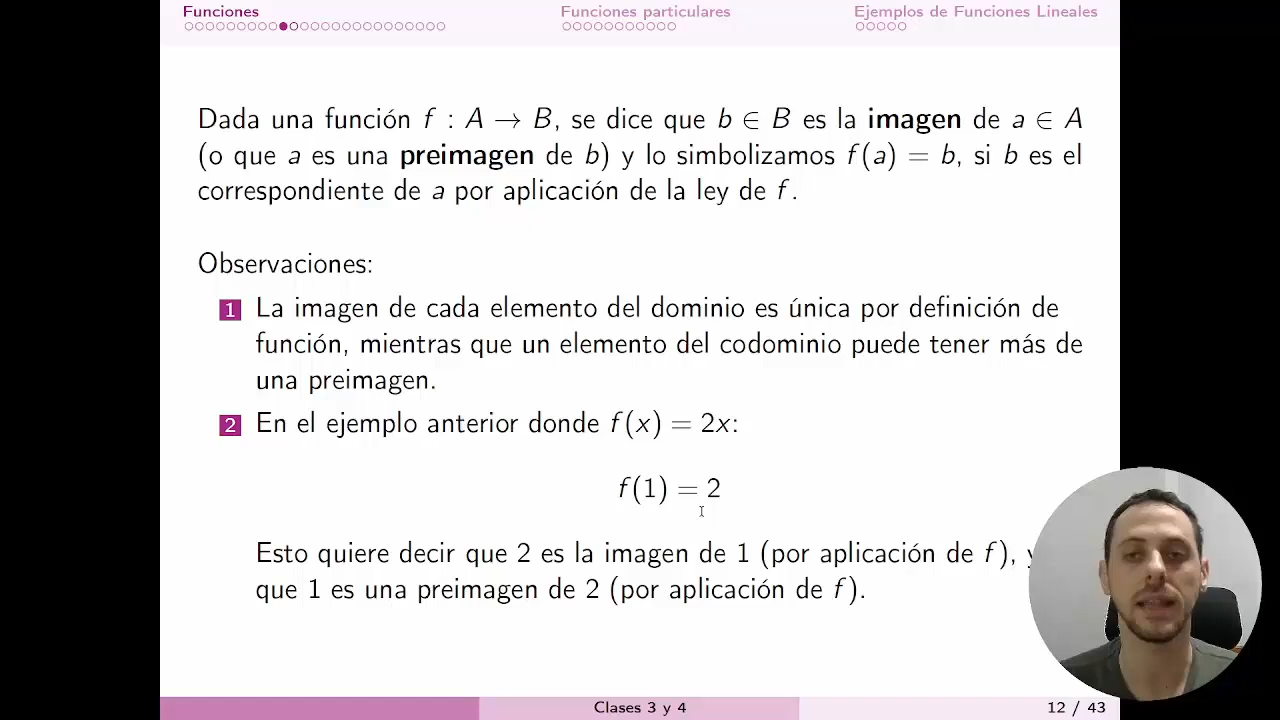 Funciones
Funciones particulares
Ejemplos de Funciones Lineales
Dada una función f : A → B, se dice que b ∈ B es la imagen de a ∈ A
(o que a es una preimagen de b) y lo simbolizamos f(a) = b, si b es el
correspondiente de a por aplicación de la ley de f.
Observaciones:
1 La imagen de cada elemento del dominio es única por definición de
función, mientras que un elemento del codominio puede tener más de
una preimagen.
2 En el ejemplo anterior donde f(x) = 2x:
f(1) = 2
Esto quiere decir que 2 es la imagen de 1 (por aplicación de f), y
que 1 es una preimagen de 2 (por aplicación de f).
Clases 3 y 4
12 / 43